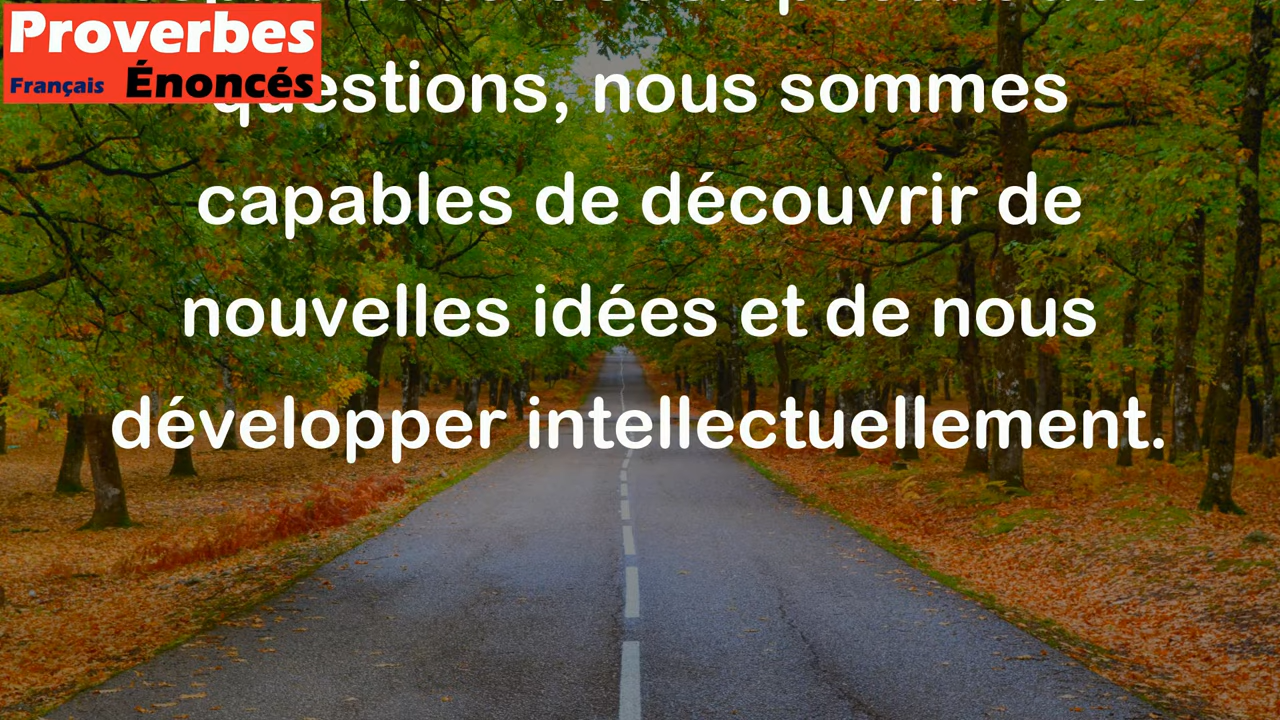 Proverbes
Français Énoncés
questions, nous sommes
capables de découvrir de
nouvelles idées et de nous
développer intellectuellement.